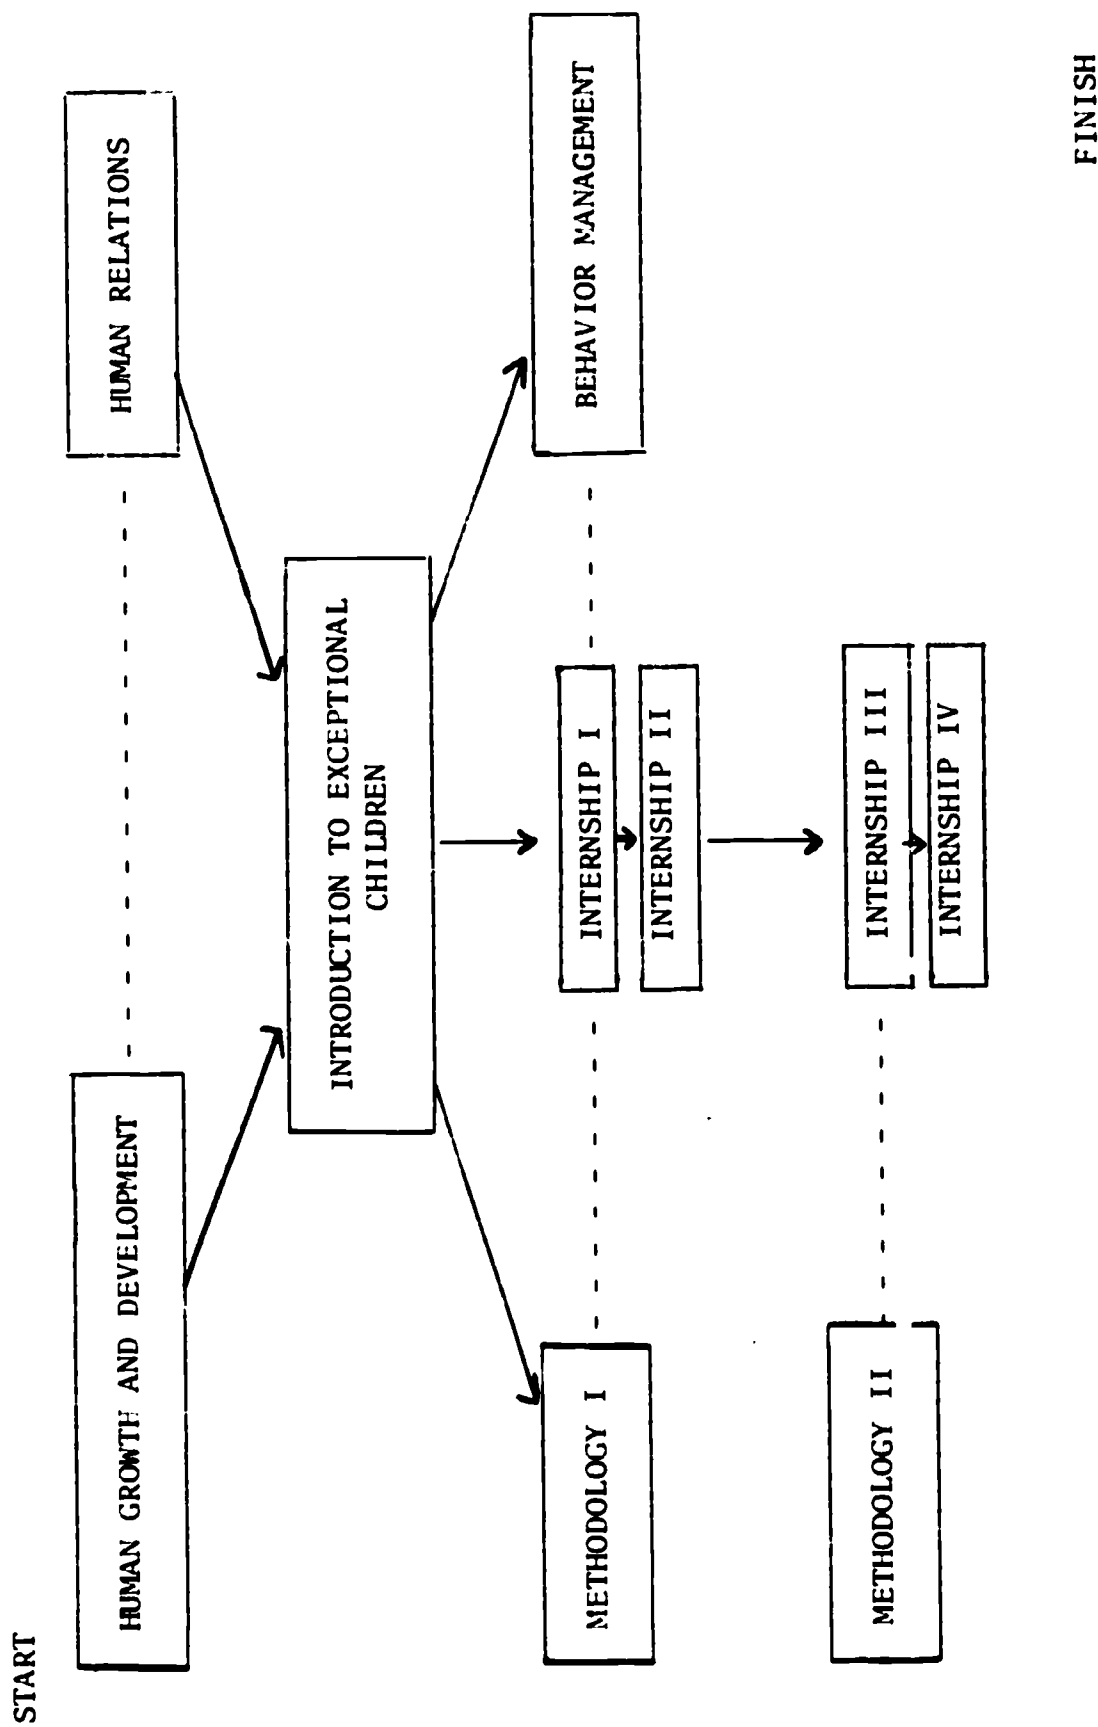 START
HUMAN GROWTH AND DEVELOPMENT
HUMAN RELATIONS
INTRODUCTION TO EXCEPTIONAL
CHILDREN
METHODOLOGY I
INTERNSHIP I
INTERNSHIP II
BEHAVIOR MANAGEMENT
METHODOLOGY II
INTERNSHIP III
INTERNSHIP IV
FINISH